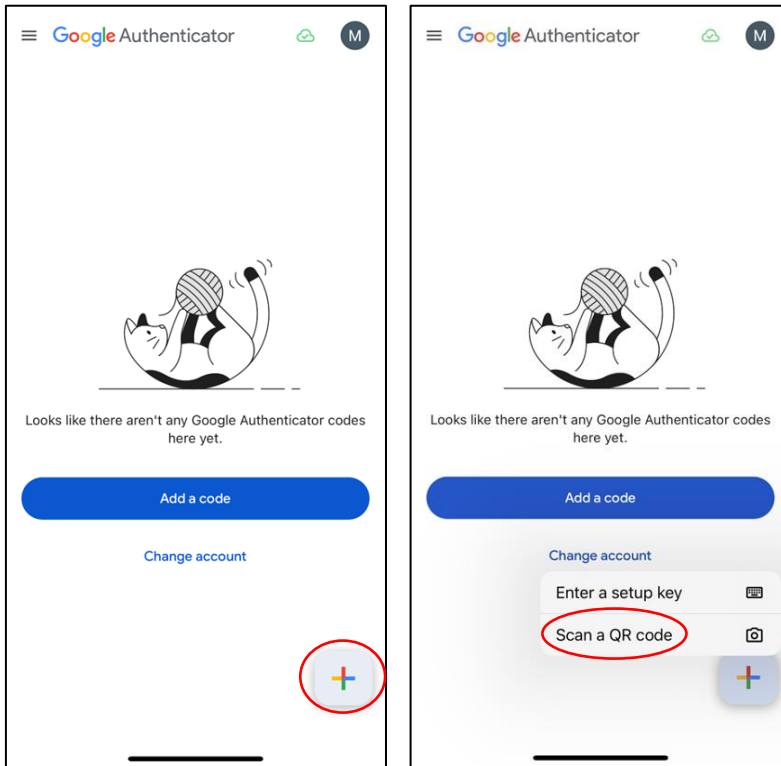 Google Authenticator
M
Looks like there aren't any Google Authenticator codes
here yet.
Add a code
Change account
Google Authenticator
M
Looks like there aren't any Google Authenticator codes
here yet.
Add a code
Change account
Enter a setup key
Scan a QR code